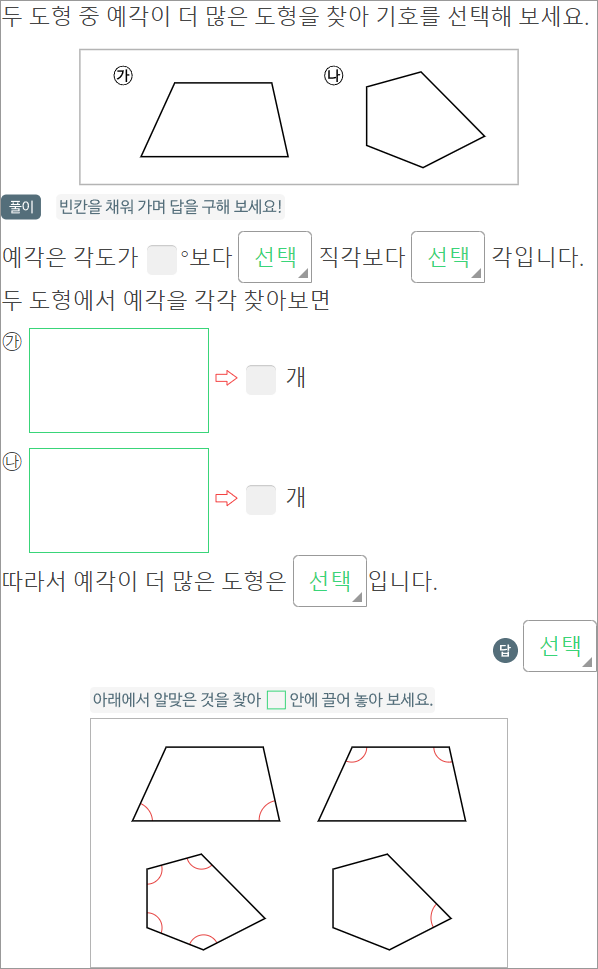 두 도형 중 예각이 더 많은 도형을 찾아 기호를 선택해 보세요.
㉮ ㉯
풀이 빈칸을 채워 가며 답을 구해 보세요!
예각은 각도가 °보다 선택 직각보다 선택 각입니다.
두 도형에서 예각을 각각 찾아보면
㉮ ⇨ 개
㉯ ⇨ 개
따라서 예각이 더 많은 도형은 선택 입니다.
답 선택
아래에서 알맞은 것을 찾아 □ 안에 끌어 놓아 보세요.